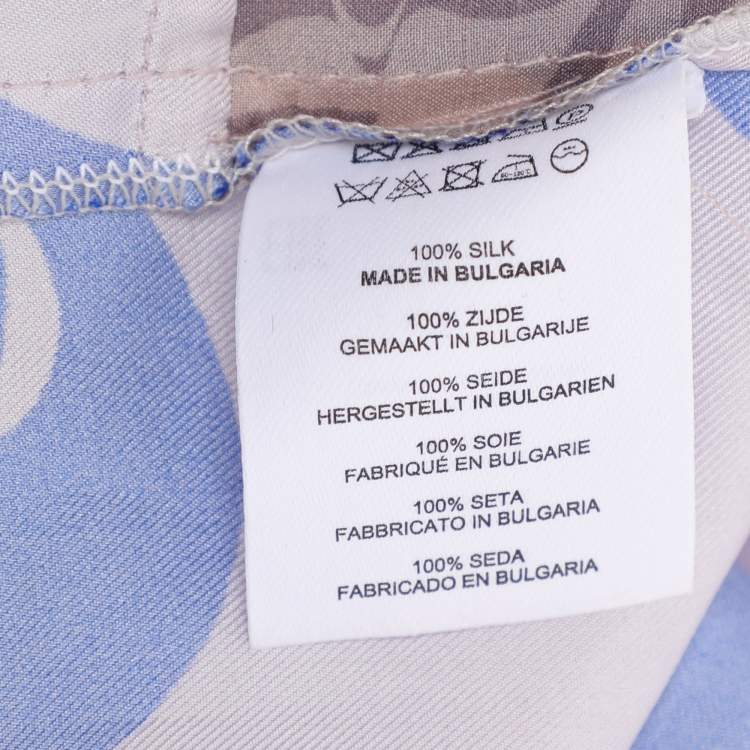 100% SILK
MADE IN BULGARIA
100% ZIJDE
GEMAAKT IN BULGARIJE
100% SEIDE
HERGESTELLT IN BULGARIEN
100% SOIE
FABRIQUÉ EN BULGARIE
100% SETA
FABBRICATO IN BULGARIA
100% SEDA
FABRICADO EN BULGARIA